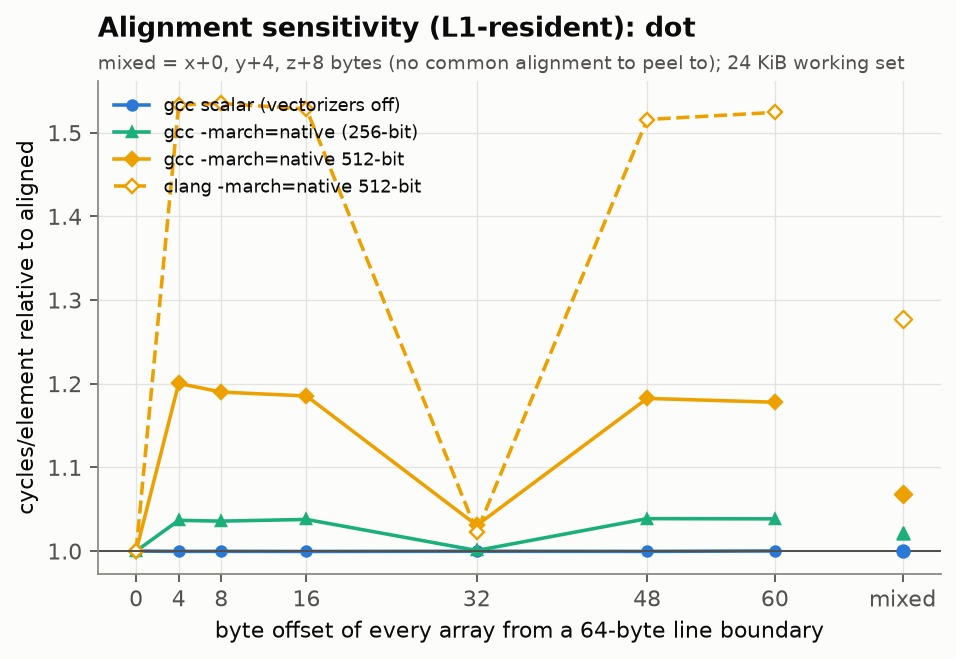 Alignment sensitivity (L1-resident): dot
mixed = x+0, y+4, z+8 bytes (no common alignment to peel to); 24 KiB working set
gcc scalar (vectorizers off)
gcc -march=native (256-bit)
gcc -march=native 512-bit
clang -march=native 512-bit
cycles/element relative to aligned
1.5
1.4
1.3
1.2
1.1
1.0
0 4 8 16 32 48 60 mixed
byte offset of every array from a 64-byte line boundary